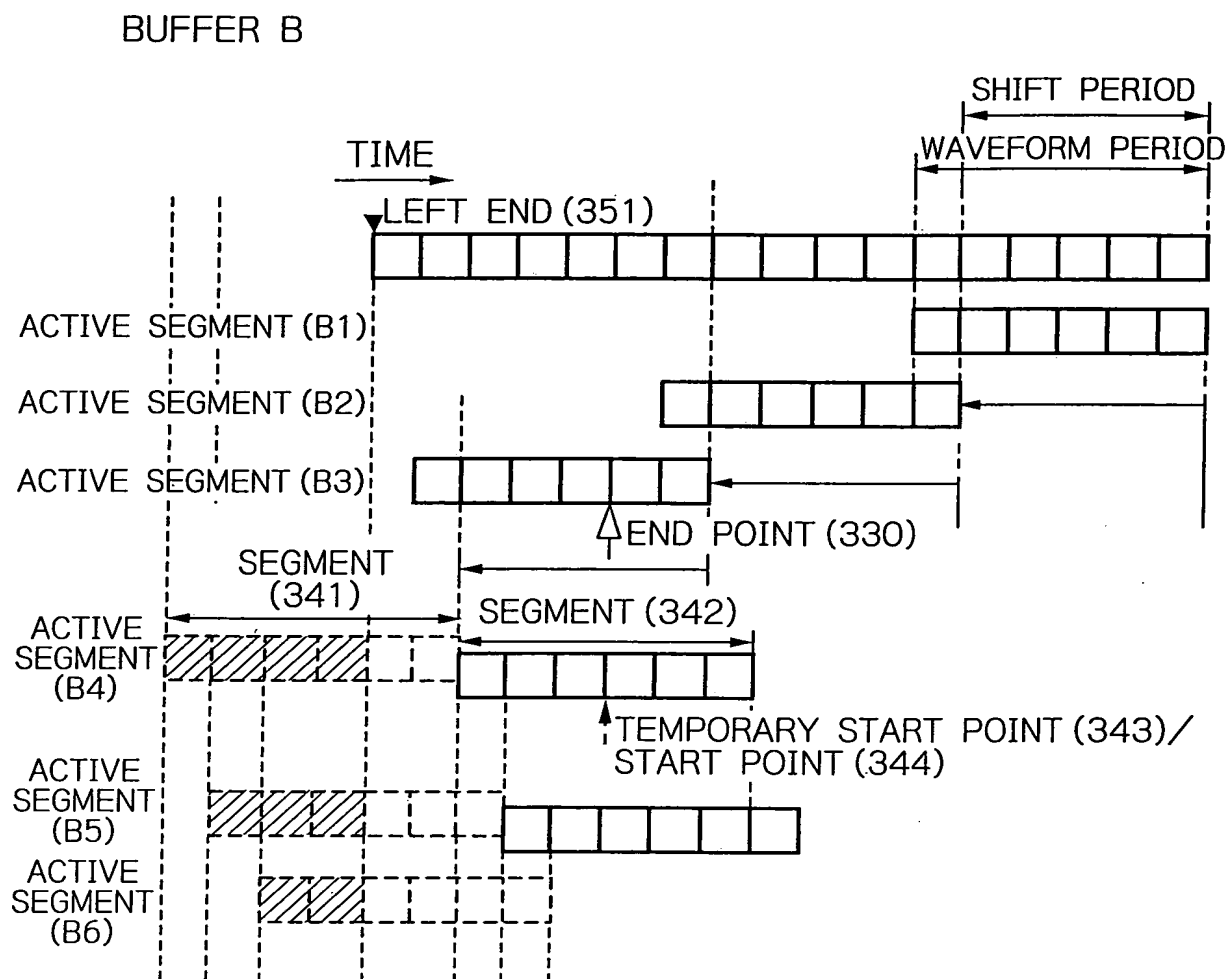 BUFFER B
SHIFT PERIOD
WAVEFORM PERIOD
TIME
LEFT END (351)
ACTIVE SEGMENT (B1)
ACTIVE SEGMENT (B2)
ACTIVE SEGMENT (B3)
END POINT (330)
SEGMENT
(341)
SEGMENT (342)
ACTIVE
SEGMENT
(B4)
TEMPORARY START POINT (343)/
START POINT (344)
ACTIVE
SEGMENT
(B5)
ACTIVE
SEGMENT
(B6)